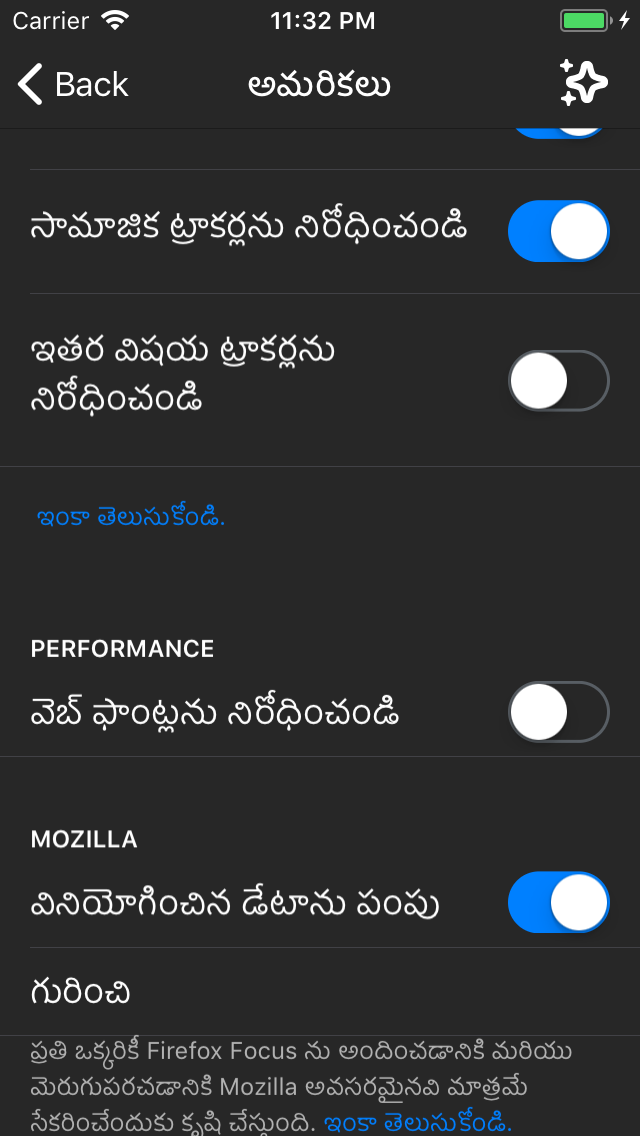 Carrier 11:32 PM
Back అమరికలు
సామాజిక ట్రాకర్లను నిరోధించండి
ఇతర విషయ ట్రాకర్లను
నిరోధించండి
ఇంకా తెలుసుకోండి.
PERFORMANCE
వెబ్ ఫాంట్లను నిరోధించండి
MOZILLA
వినియోగించిన డేటాను పంపు
గురించి
ప్రతి ఒక్కరికీ Firefox Focus ను అందించడానికి మరియు
మెరుగుపరచడానికి Mozilla అవసరమైనవి మాత్రమే
సేకరించేందుకు కృషి చేస్తుంది. ఇంకా తెలుసుకోండి.